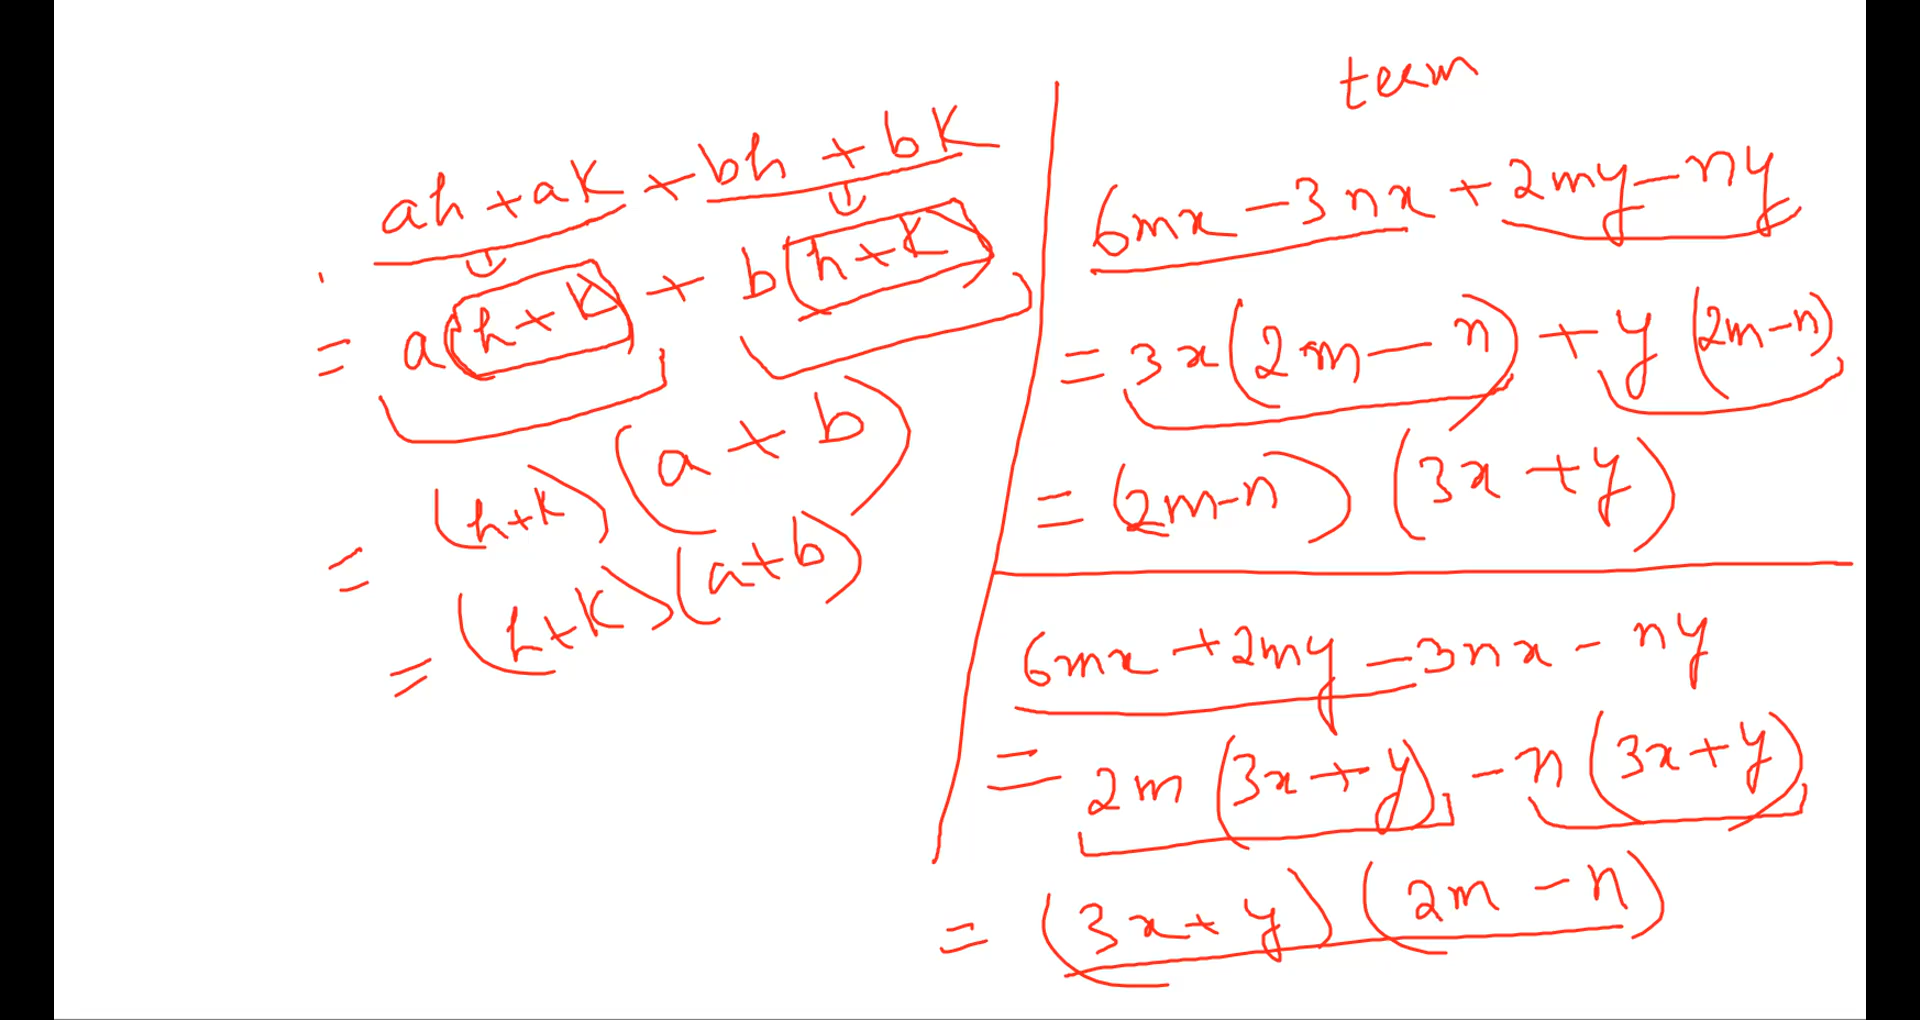 ah + ak + bh + bk
= a(h + k) + b(h + k)
= (h+k) (a + b)
= (h+k) (a+b)
term
6mx - 3nx + 2my - ny
= 3x(2m - n) + y(2m-n)
= (2m-n) (3x + y)
6mx + 2my - 3nx - ny
= 2m(3x+y) - n(3x+y)
= (3x+y) (2m - n)